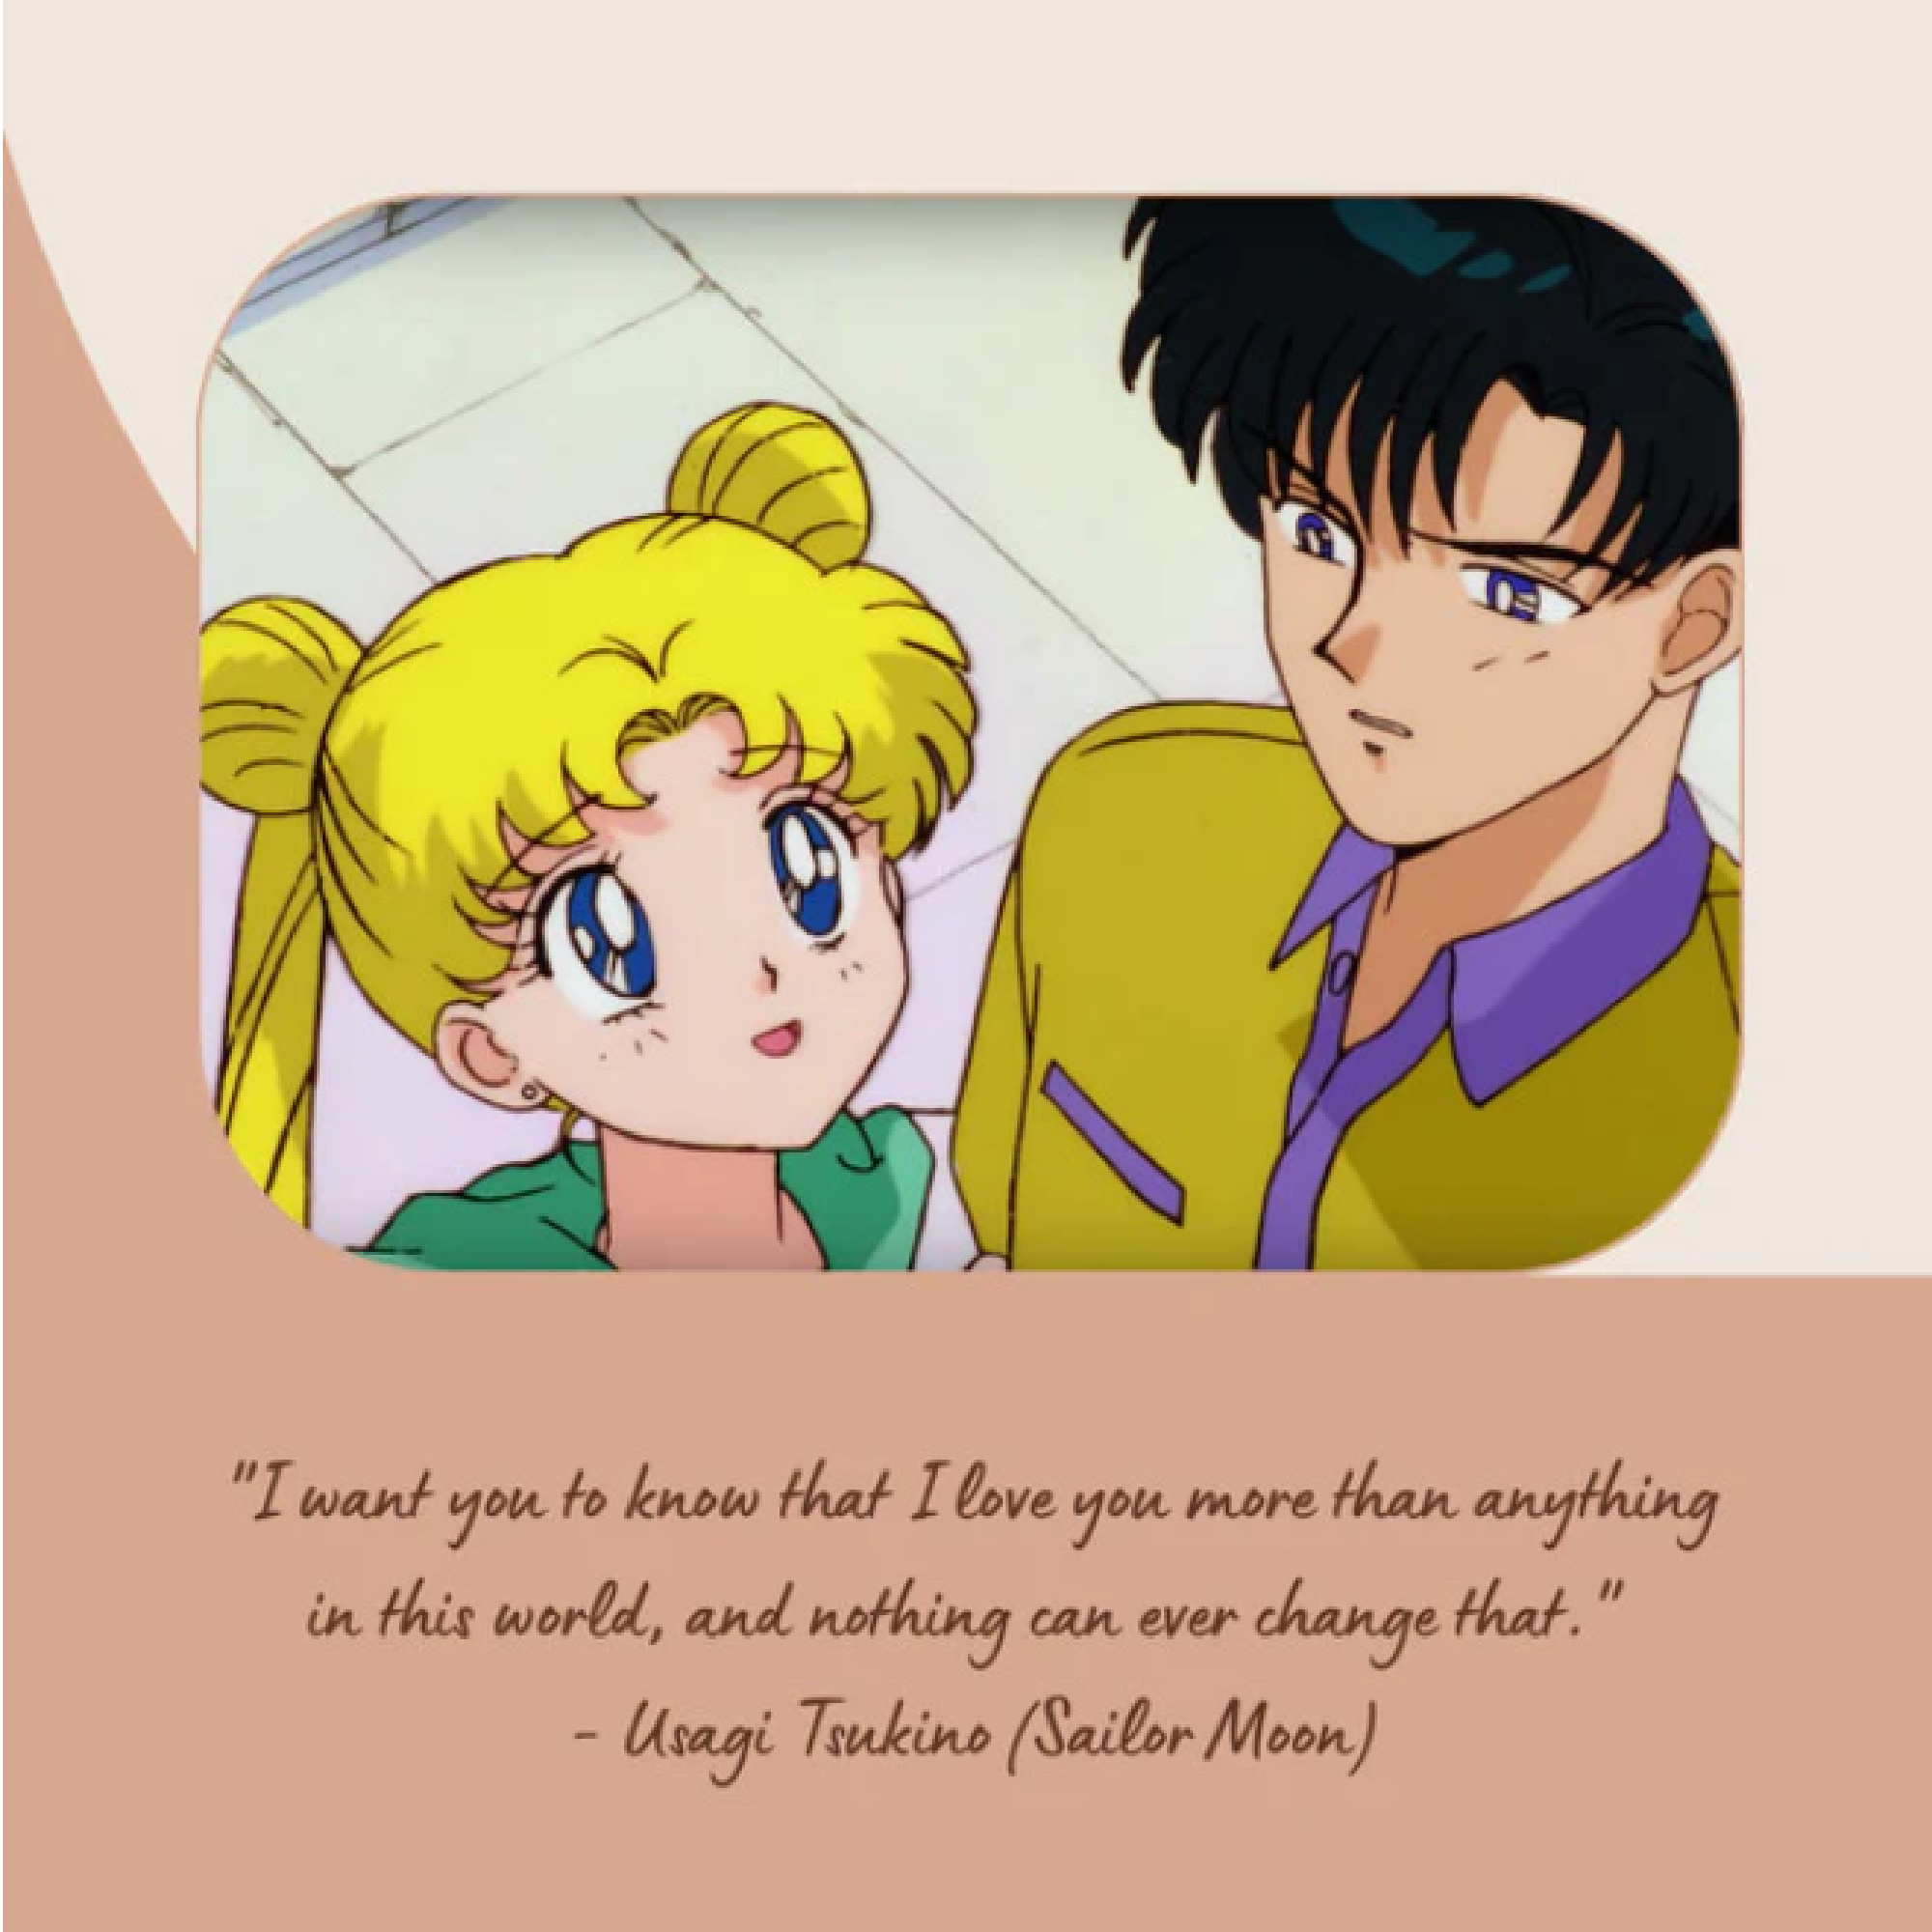 "I want you to know that I love you more than anything
in this world, and nothing can ever change that."
- Usagi Tsukino (Sailor Moon)